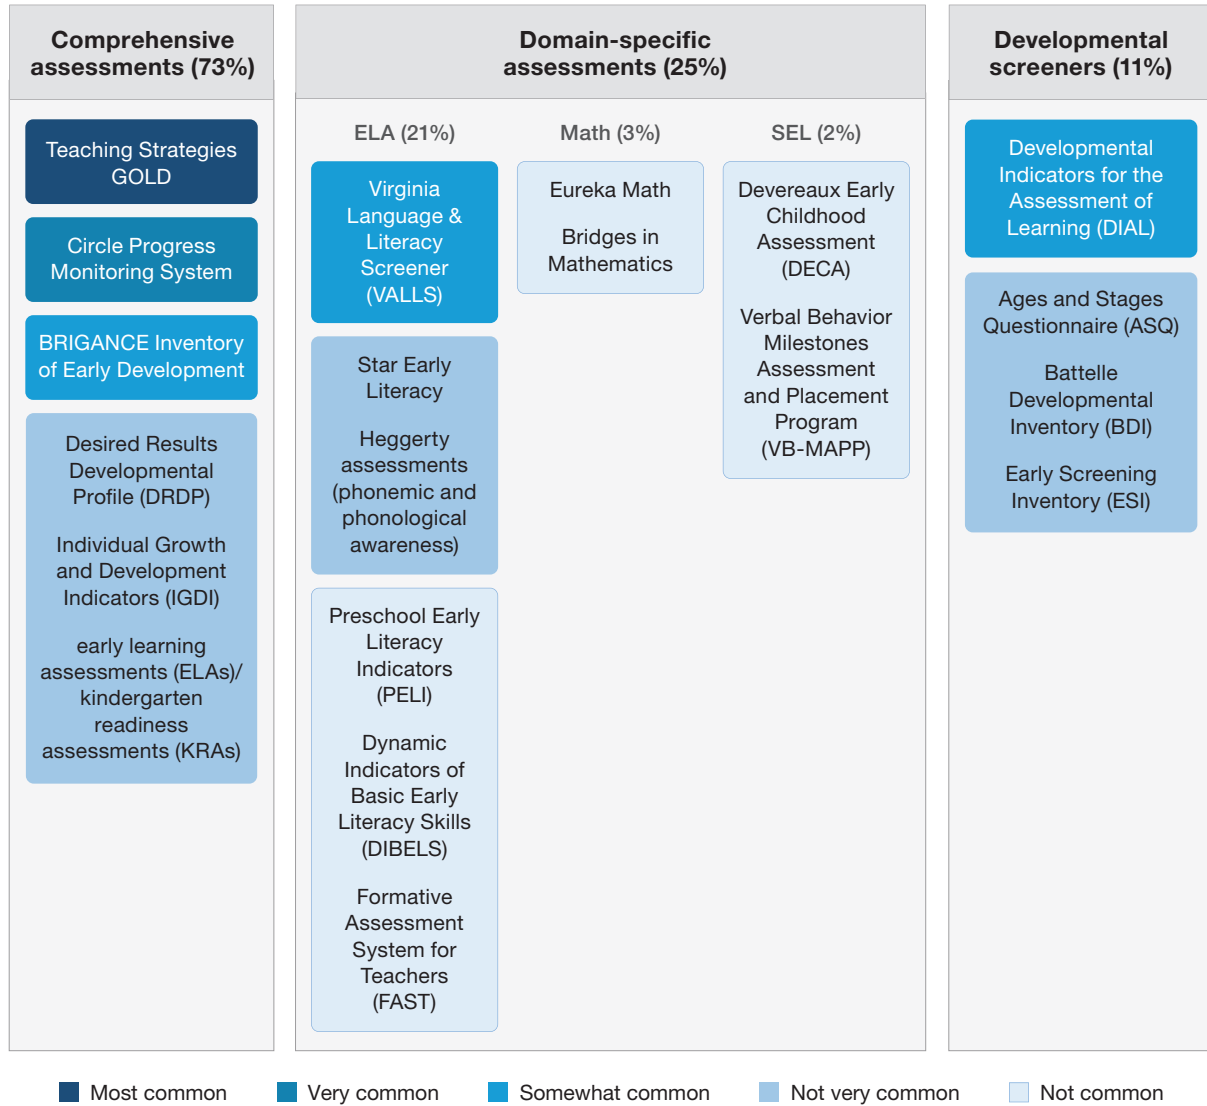 Comprehensive
assessments (73%)
Teaching Strategies
GOLD
Circle Progress
Monitoring System
BRIGANCE Inventory
of Early Development
Desired Results
Developmental
Profile (DRDP)
Individual Growth
and Development
Indicators (IGDI)
early learning
assessments (ELAs)/
kindergarten
readiness
assessments (KRAs)
Domain-specific
assessments (25%)
ELA (21%)
Virginia
Language &
Literacy
Screener
(VALLS)
Star Early
Literacy
Heggerty
assessments
(phonemic and
phonological
awareness)
Preschool Early
Literacy
Indicators
(PELI)
Dynamic
Indicators of
Basic Early
Literacy Skills
(DIBELS)
Formative
Assessment
System for
Teachers
(FAST)
Math (3%)
Eureka Math
Bridges in
Mathematics
SEL (2%)
Devereaux Early
Childhood
Assessment
(DECA)
Verbal Behavior
Milestones
Assessment
and Placement
Program
(VB-MAPP)
Developmental
screeners (11%)
Developmental
Indicators for the
Assessment of
Learning (DIAL)
Ages and Stages
Questionnaire (ASQ)
Battelle
Developmental
Inventory (BDI)
Early Screening
Inventory (ESI)
Most common
Very common
Somewhat common
Not very common
Not common